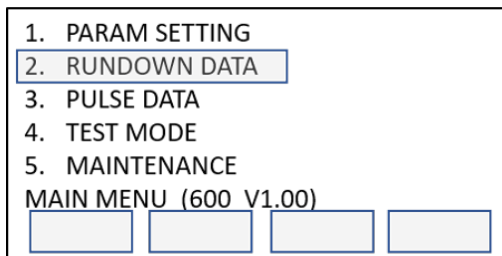 1. PARAM SETTING
2. RUNDOWN DATA
3. PULSE DATA
4. TEST MODE
5. MAINTENANCE
MAIN MENU (600 V1.00)